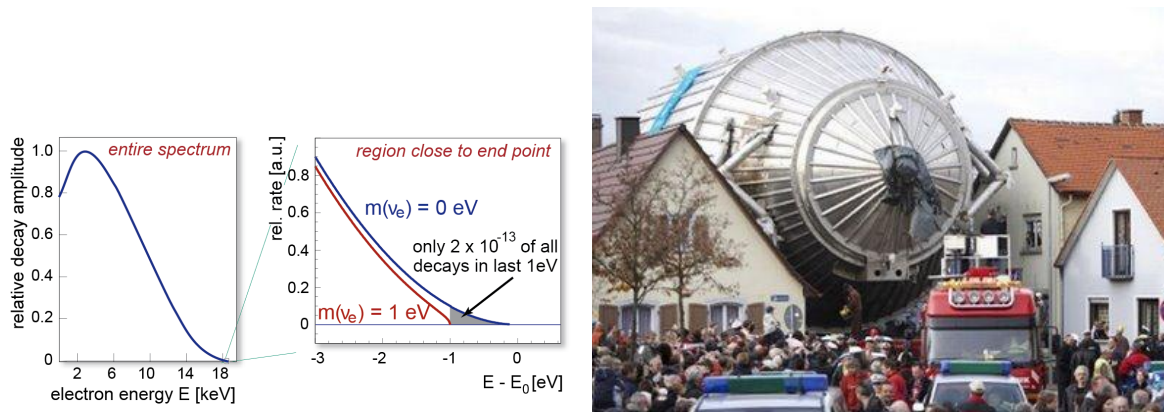 entire spectrum
relative decay amplitude
1.0
0.8
0.6
0.4
0.2
0
2
6
10
14
18
electron energy E [keV]
region close to end point
rel. rate [a.u.]
0.8
0.6
0.4
0.2
0
m(νe) = 0 eV
only 2 x 10-13 of all
decays in last 1eV
m(νe) = 1 eV
-3
-2
-1
0
E - E0 [eV]